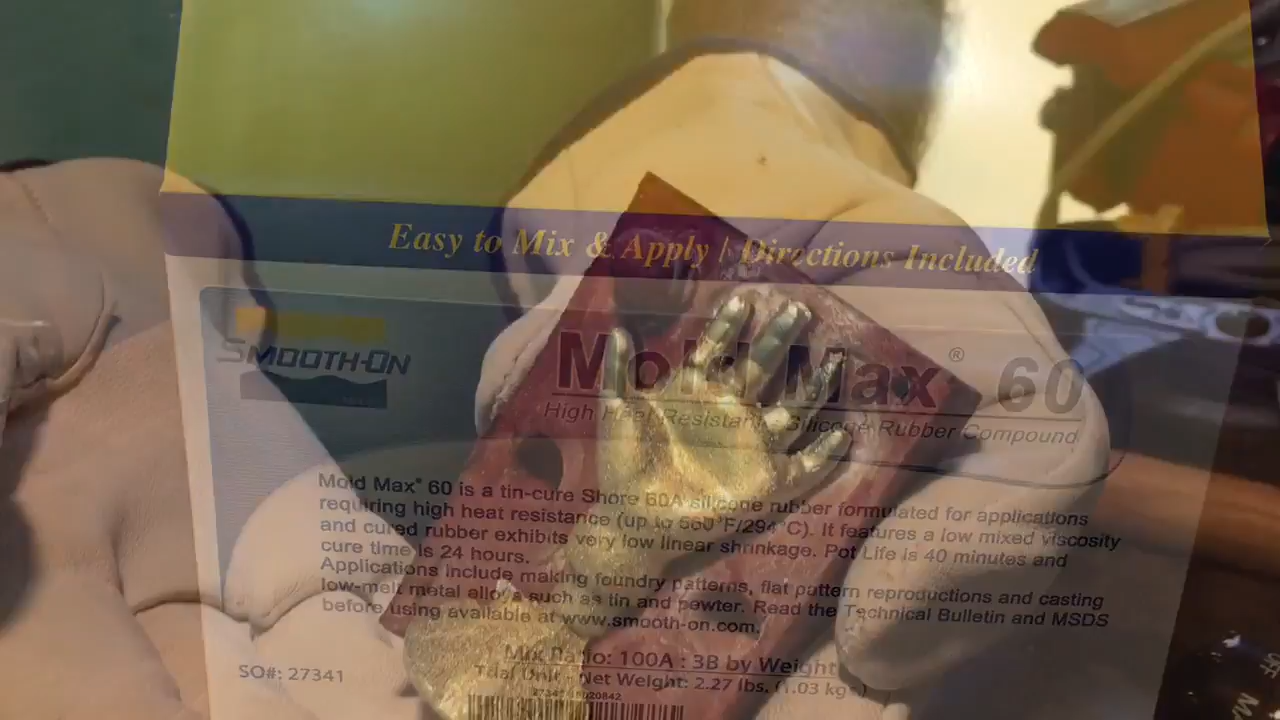 Easy to Mix & Apply / Directions Included
SMOOTH-ON
Mold Max® 60
High Heat Resistant Silicone Rubber Compound
Mold Max® 60 is a tin-cure Shore 60A silicone rubber formulated for applications
requiring high heat resistance (up to 560°F/294°C). It features a low mixed viscosity
and cured rubber exhibits very low linear shrinkage. Pot Life is 40 minutes and
cure time is 24 hours.
Applications include making foundry patterns, flat pattern reproductions and casting
low-melt metal alloys such as tin and pewter. Read the Technical Bulletin and MSDS
before using available at www.smooth-on.com.
Mix Ratio: 100A : 3B by Weight
SO#: 27341
Trial Unit - Net Weight: 2.27 lbs. (1.03 kgs.)